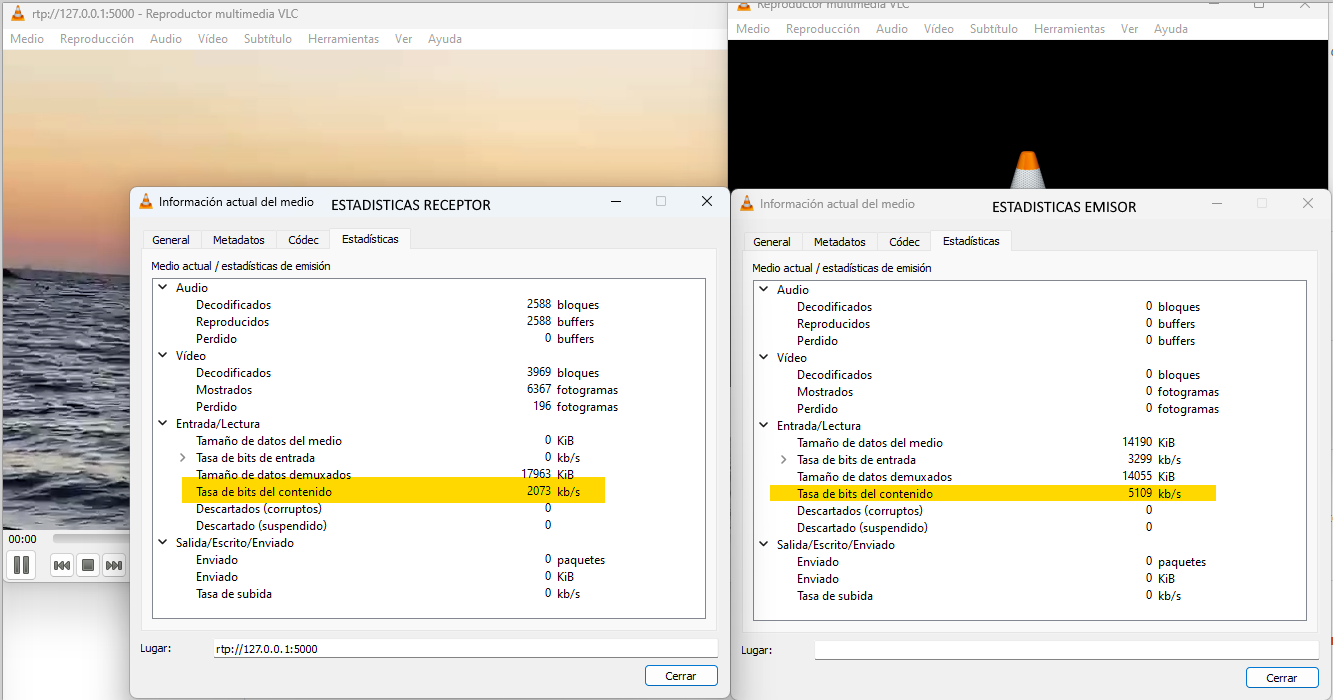 rtp://127.0.0.1:5000 - Reproductor multimedia VLC
Medio Reproducción Audio Vídeo Subtítulo Herramientas Ver Ayuda
00:00
Información actual del medio ESTADISTICAS RECEPTOR
General Metadatos Códec Estadísticas
Medio actual / estadísticas de emisión
Audio
Decodificados 2588 bloques
Reproducidos 2588 buffers
Perdido 0 buffers
Vídeo
Decodificados 3969 bloques
Mostrados 6367 fotogramas
Perdido 196 fotogramas
Entrada/Lectura
Tamaño de datos del medio 0 KiB
Tasa de bits de entrada 0 kb/s
Tamaño de datos demuxados 17963 KiB
Tasa de bits del contenido 2073 kb/s
Descartados (corruptos) 0
Descartado (suspendido) 0
Salida/Escrito/Enviado
Enviado 0 paquetes
Enviado 0 KiB
Tasa de subida 0 kb/s
Lugar: rtp://127.0.0.1:5000
Cerrar
Reproductor multimedia VLC
Medio Reproducción Audio Vídeo Subtítulo Herramientas Ver Ayuda
Información actual del medio ESTADISTICAS EMISOR
General Metadatos Códec Estadísticas
Medio actual / estadísticas de emisión
Audio
Decodificados 0 bloques
Reproducidos 0 buffers
Perdido 0 buffers
Vídeo
Decodificados 0 bloques
Mostrados 0 fotogramas
Perdido 0 fotogramas
Entrada/Lectura
Tamaño de datos del medio 14190 KiB
Tasa de bits de entrada 3299 kb/s
Tamaño de datos demuxados 14055 KiB
Tasa de bits del contenido 5109 kb/s
Descartados (corruptos) 0
Descartado (suspendido) 0
Salida/Escrito/Enviado
Enviado 0 paquetes
Enviado 0 KiB
Tasa de subida 0 kb/s
Lugar:
Cerrar